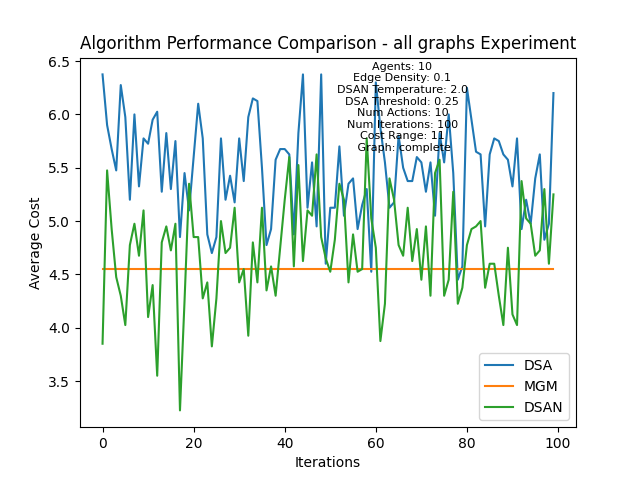 Algorithm Performance Comparison - all graphs Experiment
Agents: 10
Edge Density: 0.1
DSAN Temperature: 2.0
DSA Threshold: 0.25
Num Actions: 10
Num Iterations: 100
Cost Range: 11
Graph: complete
6.5
6.0
5.5
5.0
4.5
4.0
3.5
Average Cost
0
20
40
60
80
100
Iterations
DSA
MGM
DSAN